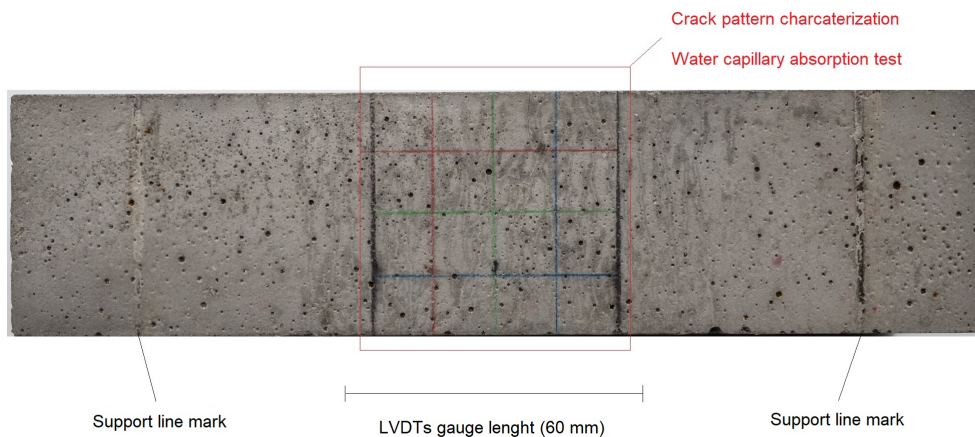 Crack pattern charcaterization
Water capillary absorption test
Support line mark
LVDTs gauge lenght (60 mm)
Support line mark